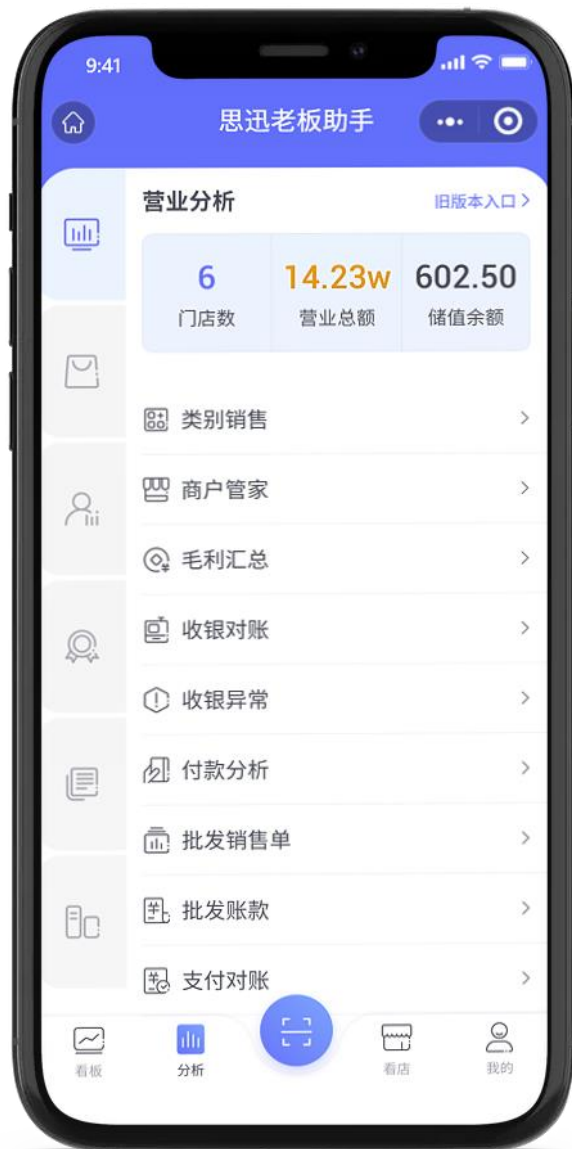 9:41
思迅老板助手
营业分析
旧版本入口
6
14.23w
602.50
门店数
营业总额
储值余额
类别销售
商户管家
毛利汇总
收银对账
收银异常
付款分析
批发销售单
批发账款
支付对账
看板
分析
看店
我的